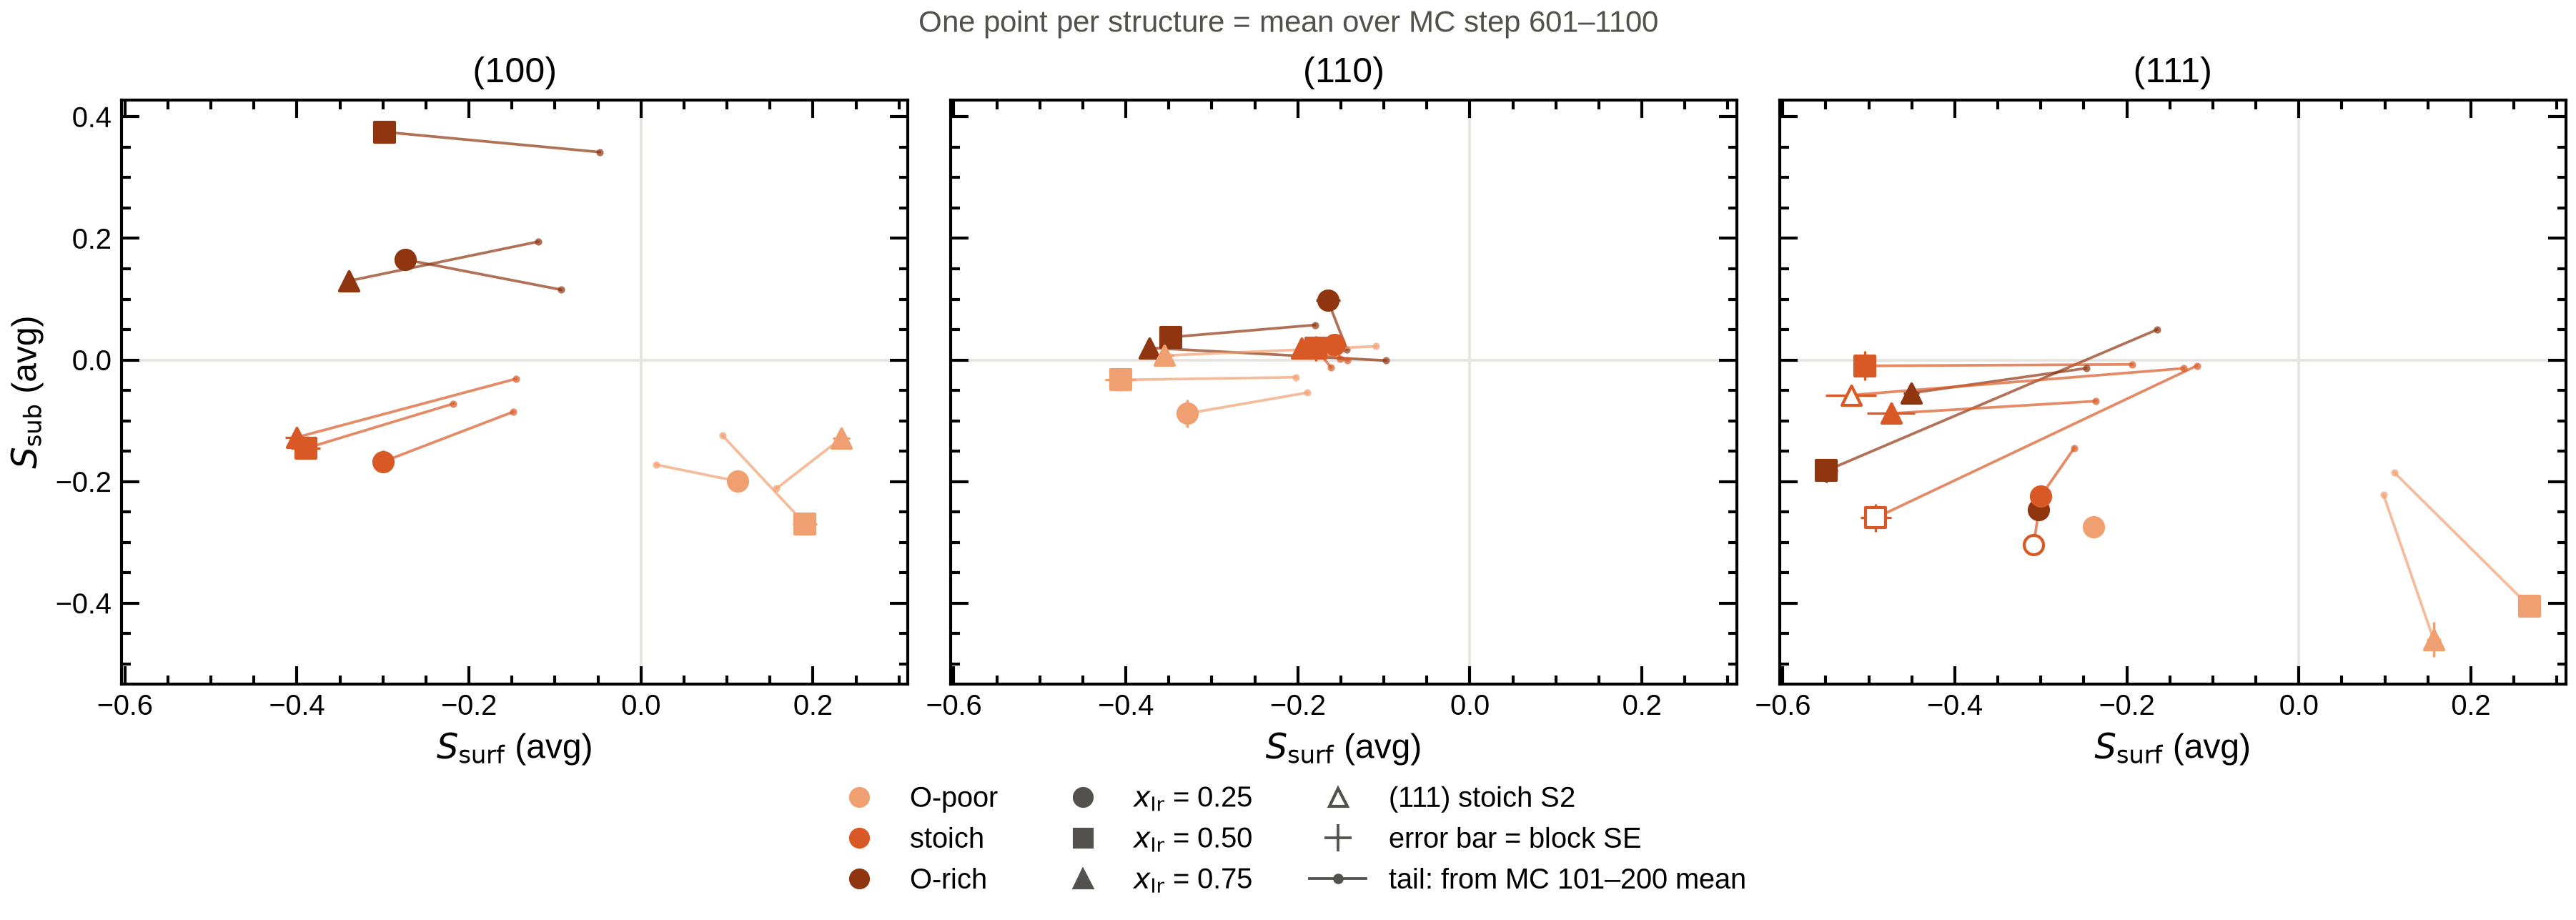 One point per structure = mean over MC step 601–1100
(100)
(110)
(111)
0.4
0.2
0.0
−0.2
−0.4
S_sub (avg)
−0.6 −0.4 −0.2 0.0 0.2
−0.6 −0.4 −0.2 0.0 0.2
−0.6 −0.4 −0.2 0.0 0.2
S_surf (avg)
S_surf (avg)
S_surf (avg)
O-poor
stoich
O-rich
x_Ir = 0.25
x_Ir = 0.50
x_Ir = 0.75
(111) stoich S2
error bar = block SE
tail: from MC 101–200 mean